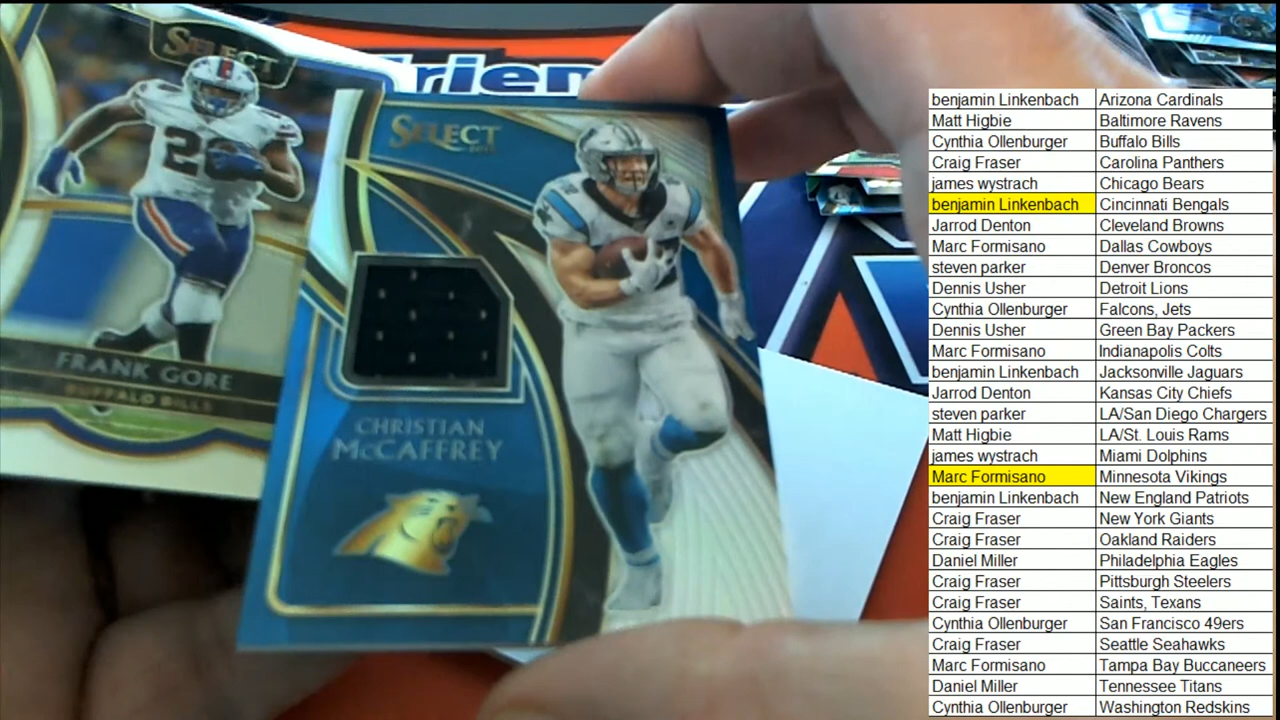 SELECT
FRANK GORE
BUFFALO BILLS
SELECT
CHRISTIAN
McCAFFREY
rien
benjamin Linkenbach Arizona Cardinals
Matt Higbie Baltimore Ravens
Cynthia Ollenburger Buffalo Bills
Craig Fraser Carolina Panthers
james wystrach Chicago Bears
benjamin Linkenbach Cincinnati Bengals
Jarrod Denton Cleveland Browns
Marc Formisano Dallas Cowboys
steven parker Denver Broncos
Dennis Usher Detroit Lions
Cynthia Ollenburger Falcons, Jets
Dennis Usher Green Bay Packers
Marc Formisano Indianapolis Colts
benjamin Linkenbach Jacksonville Jaguars
Jarrod Denton Kansas City Chiefs
steven parker LA/San Diego Chargers
Matt Higbie LA/St. Louis Rams
james wystrach Miami Dolphins
Marc Formisano Minnesota Vikings
benjamin Linkenbach New England Patriots
Craig Fraser New York Giants
Craig Fraser Oakland Raiders
Daniel Miller Philadelphia Eagles
Craig Fraser Pittsburgh Steelers
Craig Fraser Saints, Texans
Cynthia Ollenburger San Francisco 49ers
Craig Fraser Seattle Seahawks
Marc Formisano Tampa Bay Buccaneers
Daniel Miller Tennessee Titans
Cynthia Ollenburger Washington Redskins